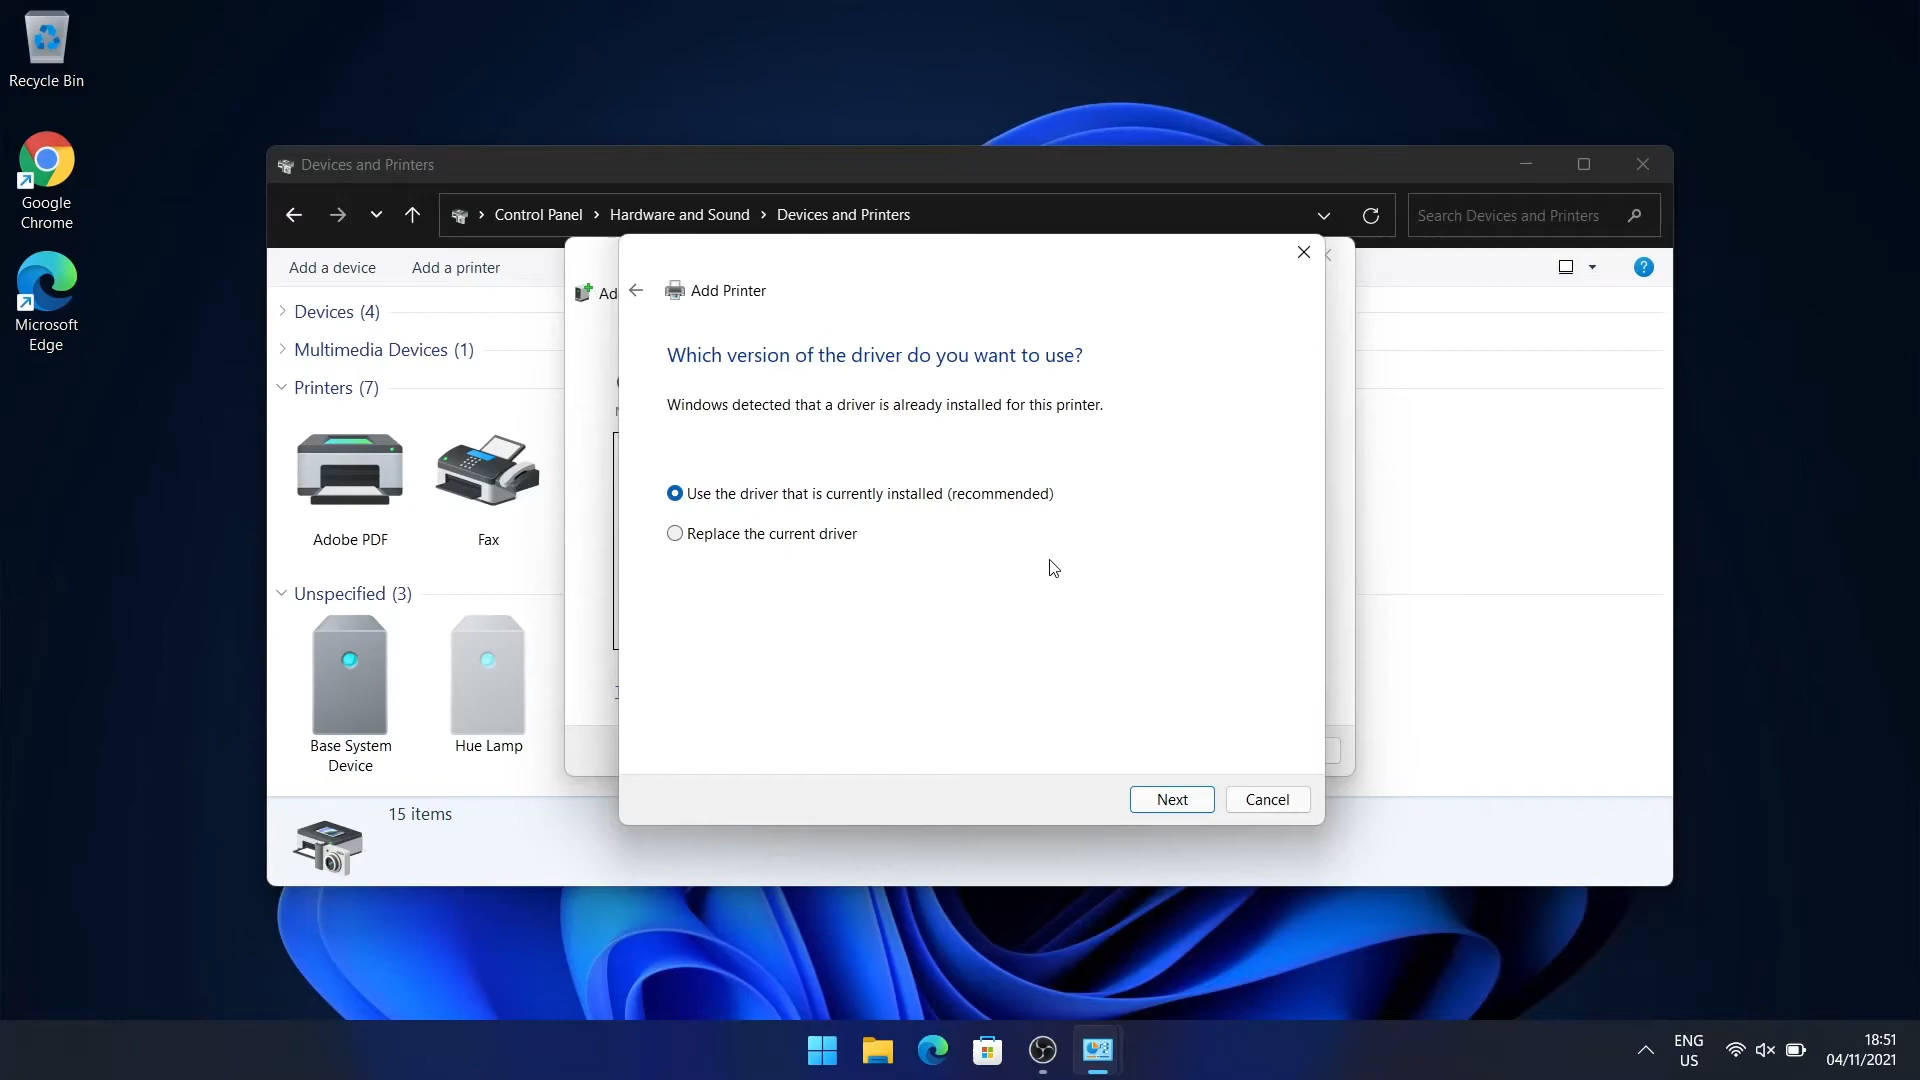 Recycle Bin
Google
Chrome
Microsoft
Edge
Devices and Printers
Control Panel
Hardware and Sound
Devices and Printers
Search Devices and Printers
Add a device
Add a printer
?
Devices (4)
Multimedia Devices (1)
Printers (7)
Adobe PDF
Fax
Unspecified (3)
Base System
Device
Hue Lamp
15 items
Ad
Add Printer
Which version of the driver do you want to use?
Windows detected that a driver is already installed for this printer.
Use the driver that is currently installed (recommended)
Replace the current driver
Next
Cancel
ENG
US
18:51
04/11/2021